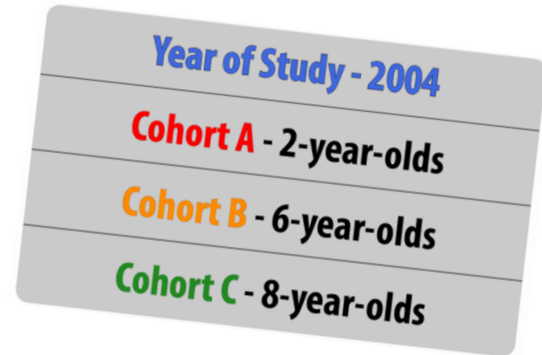 Year of Study - 2004
Cohort A - 2-year-olds
Cohort B - 6-year-olds
Cohort C - 8-year-olds